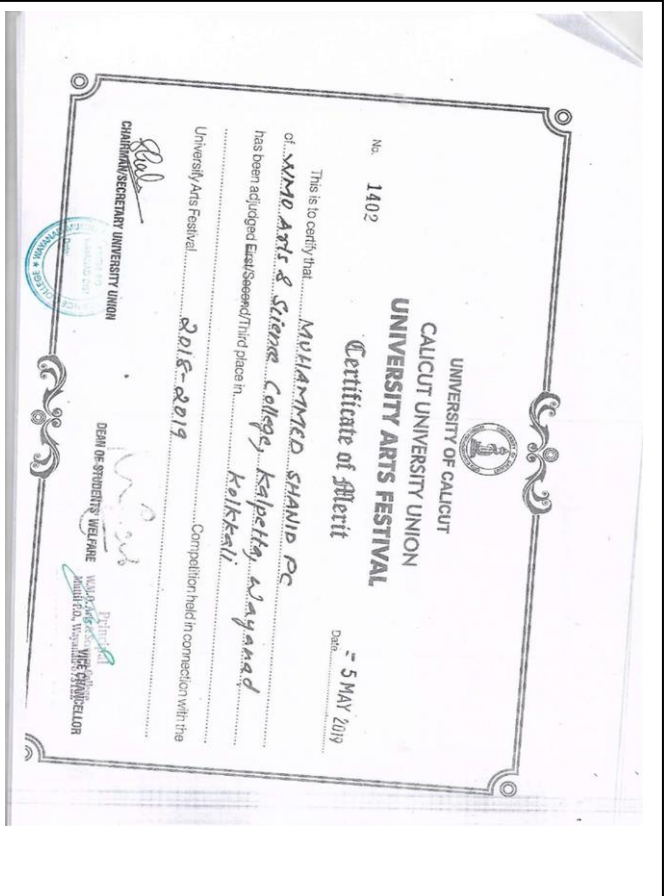 UNIVERSITY OF CALICUT
CALICUT UNIVERSITY UNION
UNIVERSITY ARTS FESTIVAL
Certificate of Merit
No. 1402
Date - 5 MAY 2019
This is to certify that MUHAMMED SHANID PC
of WMO Arts & Science College, Kalpetta, Wayanad
has been adjudged First/Second/Third place in Kolkkali
Competition held in connection with the
University Arts Festival 2018-2019
CHAIRMAN/SECRETARY UNIVERSITY UNION
DEAN OF STUDENTS WELFARE
VICE CHANCELLOR
Principal